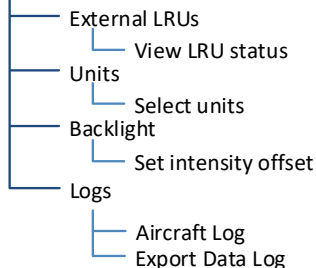 External LRUs
View LRU status
Units
Select units
Backlight
Set intensity offset
Logs
Aircraft Log
Export Data Log